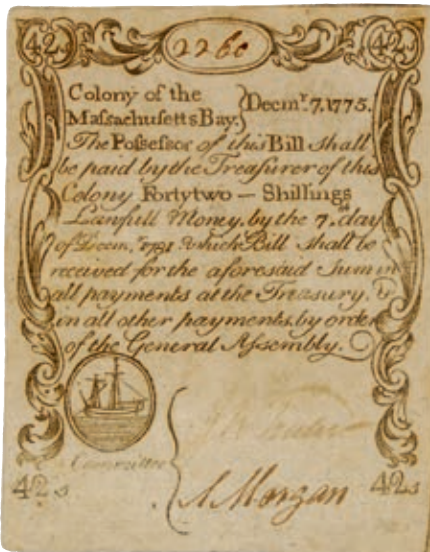 42s 2260 42s
Colony of the
Massachusetts Bay. } Decmr. 7. 1775.
The Possessor of this Bill shall
be paid by the Treasurer of this
Colony Fortytwo — Shillings
Lawfull Money, by the 7th. day
of Decem.r 1781 which Bill shall be
received for the aforesaid Sum in
all payments at the Treasury, &
in all other payments, by order
of the General Assembly.
Committee
42s Morgan 42s